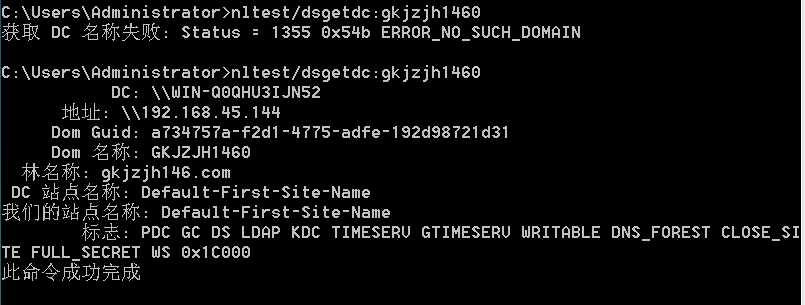 C:\Users\Administrator>nltest/dsgetdc:gkjzjh1460
获取 DC 名称失败: Status = 1355 0x54b ERROR_NO_SUCH_DOMAIN
C:\Users\Administrator>nltest/dsgetdc:gkjzjh1460
DC: \\WIN-Q0QHU3IJN52
地址: \\192.168.45.144
Dom Guid: a734757a-f2d1-4775-adfe-192d98721d31
Dom 名称: GKJZJH1460
林名称: gkjzjh146.com
DC 站点名称: Default-First-Site-Name
我们的站点名称: Default-First-Site-Name
标志: PDC GC DS LDAP KDC TIMESERV GTIMESERV WRITABLE DNS_FOREST CLOSE_SI
TE FULL_SECRET WS 0x1C000
此命令成功完成